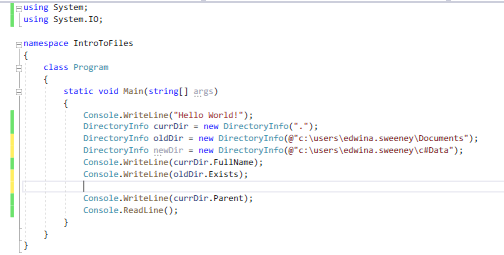 using System;
using System.IO;
namespace IntroToFiles
{
class Program
{
static void Main(string[] args)
{
Console.WriteLine("Hello World!");
DirectoryInfo currDir = new DirectoryInfo(".");
DirectoryInfo oldDir = new DirectoryInfo(@"c:\users\edwina.sweeney\Documents");
DirectoryInfo newDir = new DirectoryInfo(@"c:\users\edwina.sweeney\c#Data");
Console.WriteLine(currDir.FullName);
Console.WriteLine(oldDir.Exists);
Console.WriteLine(currDir.Parent);
Console.ReadLine();
}
}
}